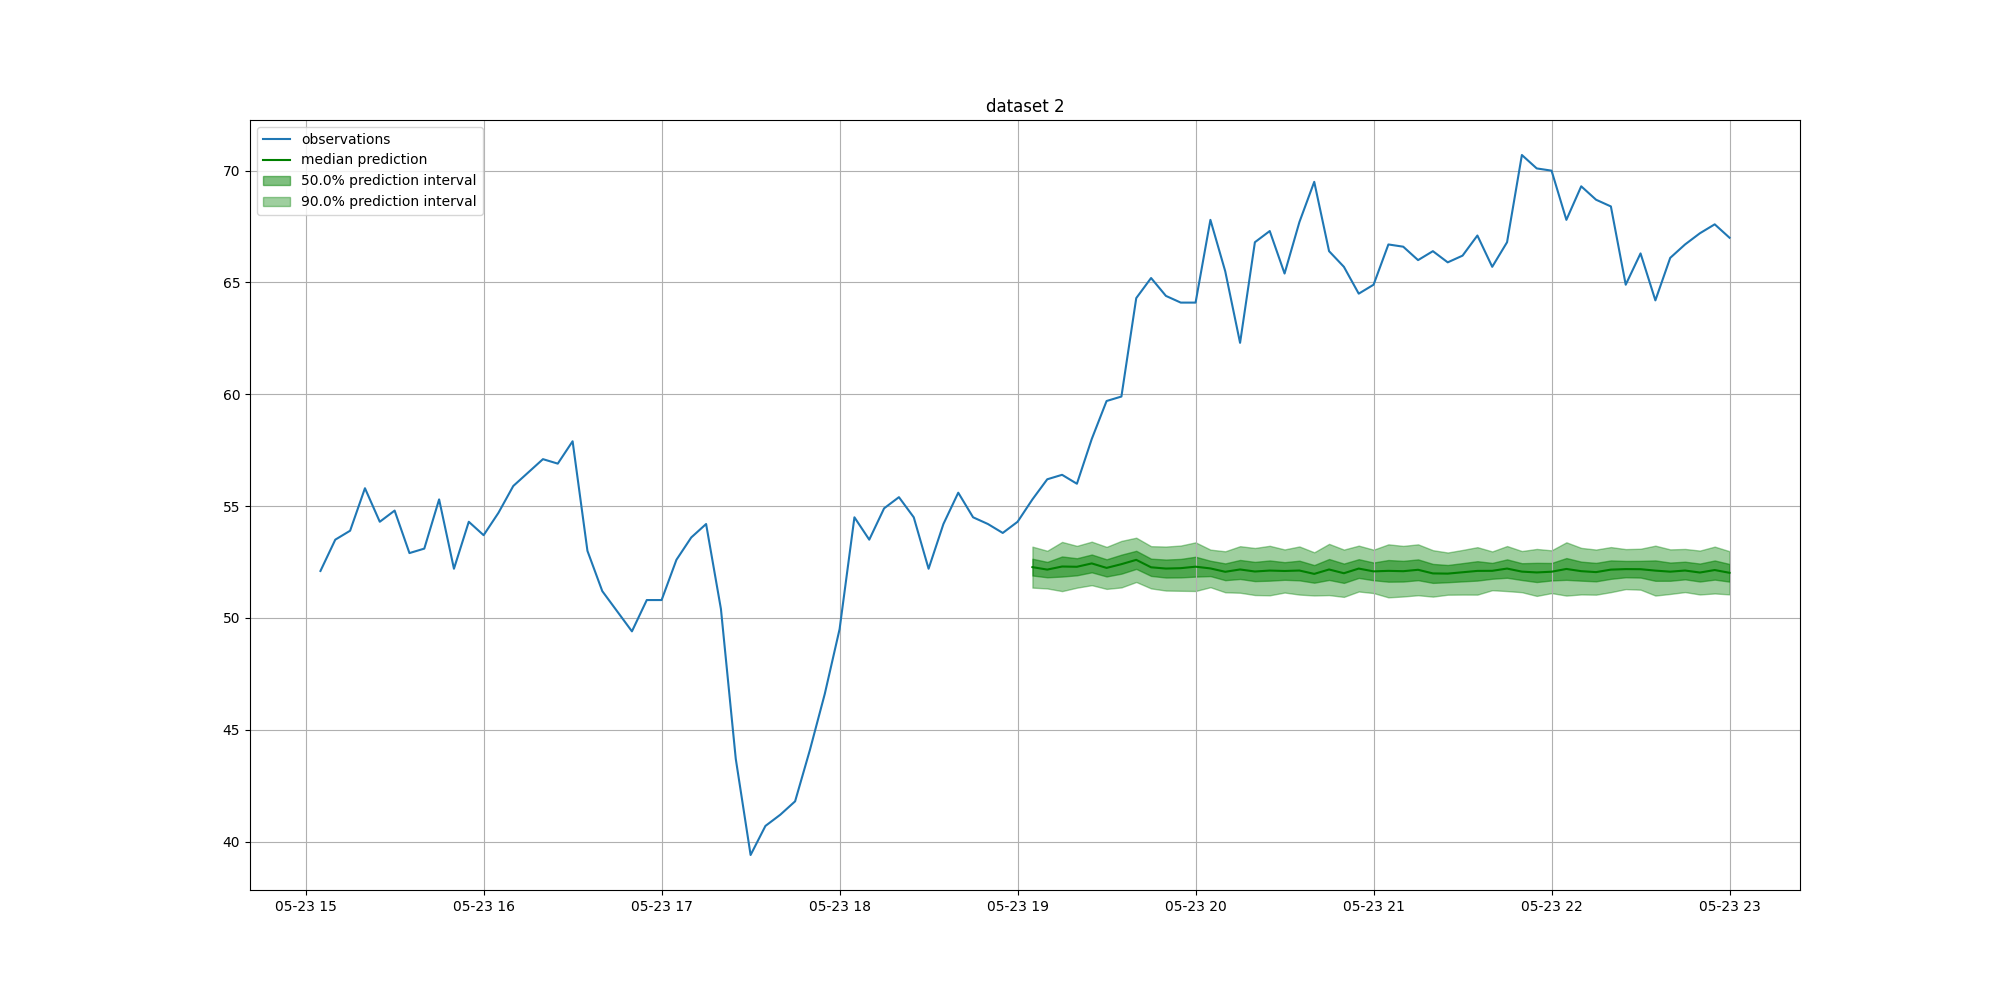 dataset 2
observations
median prediction
50.0% prediction interval
90.0% prediction interval
70
65
60
55
50
45
40
05-23 15 05-23 16 05-23 17 05-23 18 05-23 19 05-23 20 05-23 21 05-23 22 05-23 23